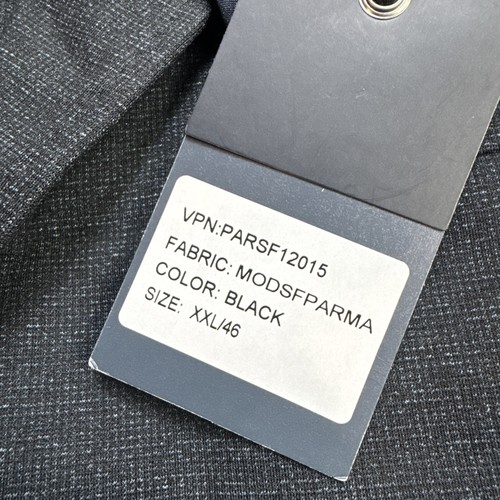 VPN:PARSF12015
FABRIC: MODSFPARMA
COLOR: BLACK
SIZE: XXL/46